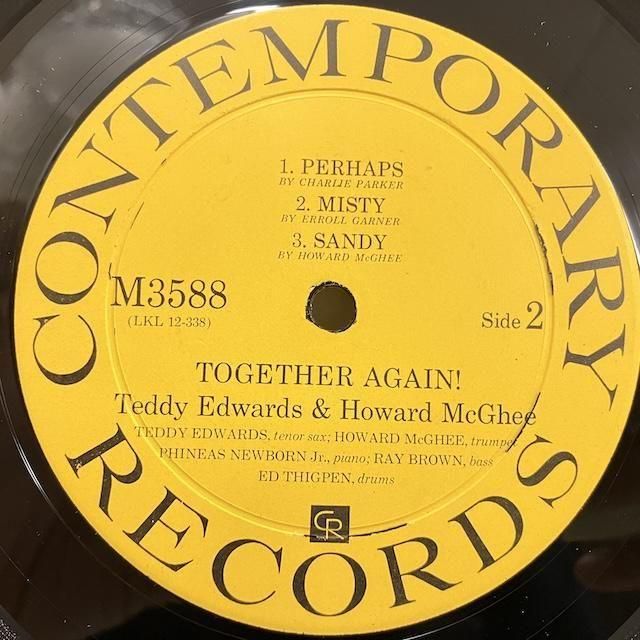 CONTEMPORARY
1. PERHAPS
BY CHARLIE PARKER
2. MISTY
BY ERROLL GARNER
3. SANDY
BY HOWARD McGHEE
M3588
(LKL 12-338)
Side 2
TOGETHER AGAIN!
Teddy Edwards & Howard McGhee
TEDDY EDWARDS, tenor sax; HOWARD McGHEE, trumpet
PHINEAS NEWBORN Jr., piano; RAY BROWN, bass
ED THIGPEN, drums
CR
RECORDS